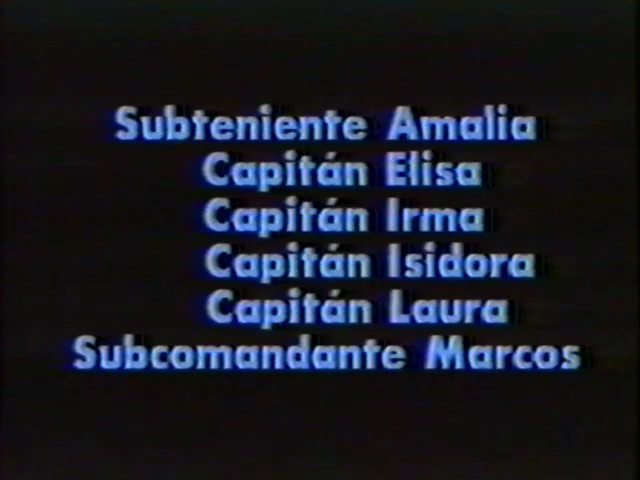 Subteniente Amalia
Capitán Elisa
Capitán Irma
Capitán Isidora
Capitán Laura
Subcomandante Marcos